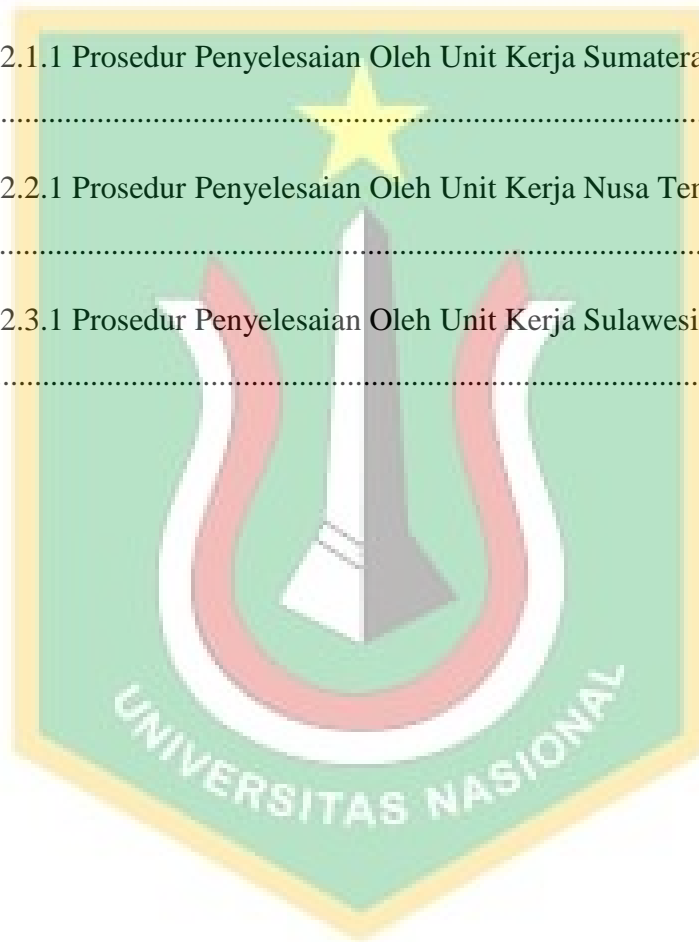 2.1.1 Prosedur Penyelesaian Oleh Unit Kerja Sumatera
....................................................................................................
2.2.1 Prosedur Penyelesaian Oleh Unit Kerja Nusa
....................................................................................................
2.3.1 Prosedur Penyelesaian Oleh Unit Kerja Sulawesi
....................................................................................................
UNIVERSITAS NASIONAL